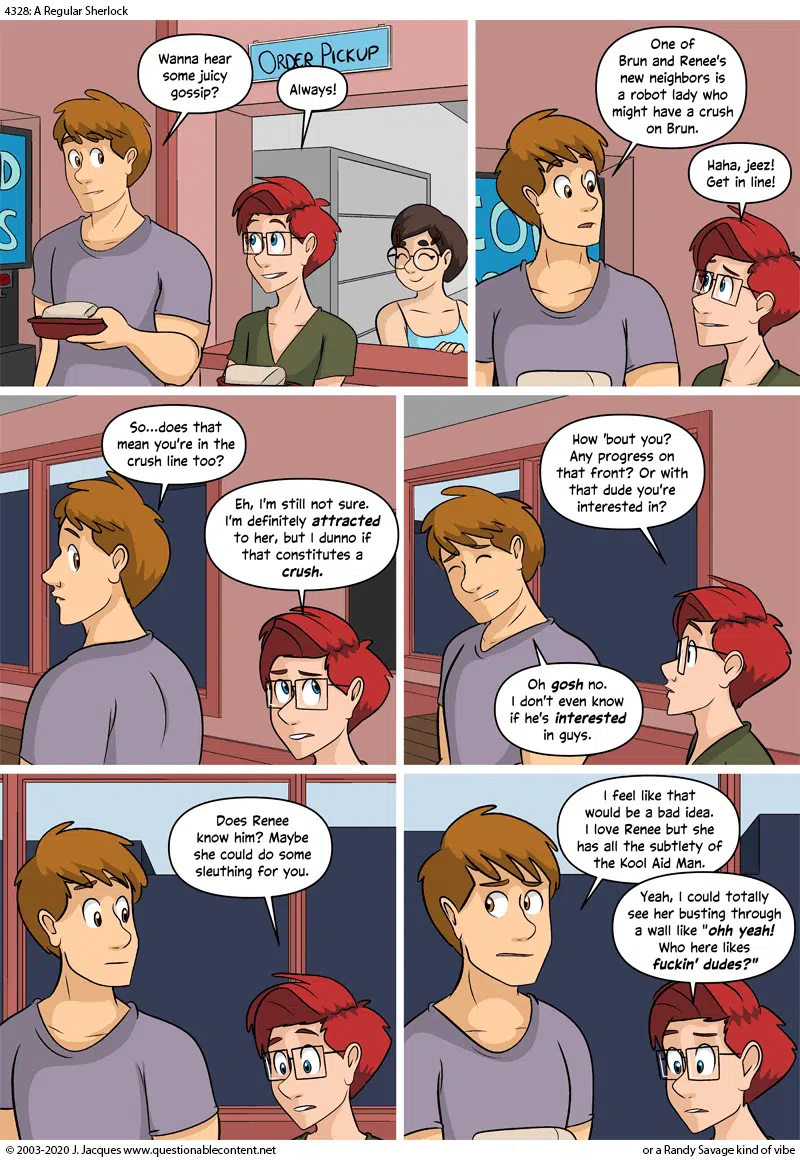 4328: A Regular Sherlock
Wanna hear
some juicy
gossip?
ORDER PICKUP
Always!
D
S
One of
Brun and Renee's
new neighbors is
a robot lady who
might have a crush
on Brun.
Haha, jeez!
Get in line!
So...does that
mean you're in the
crush line too?
Eh, I'm still not sure.
I'm definitely attracted
to her, but I dunno if
that constitutes a
crush.
How 'bout you?
Any progress on
that front? Or with
that dude you're
interested in?
Oh gosh no.
I don't even know
if he's interested
in guys.
Does Renee
know him? Maybe
she could do some
sleuthing for you.
I feel like that
would be a bad idea.
I love Renee but she
has all the subtlety of
the Kool Aid Man.
Yeah, I could totally
see her busting through
a wall like "ohh yeah!
Who here likes
fuckin' dudes?"
© 2003-2020 J. Jacques www.questionablecontent.net
or a Randy Savage kind of vibe